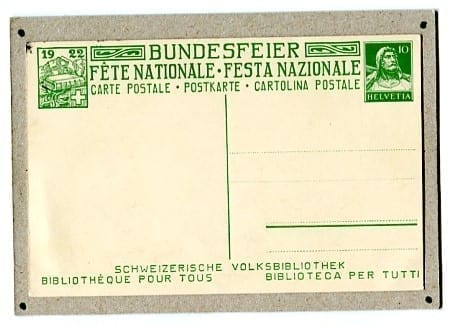 19 22
BUNDESFEIER
FÊTE NATIONALE · FESTA NAZIONALE
CARTE POSTALE · POSTKARTE · CARTOLINA POSTALE
10
HELVETIA
SCHWEIZERISCHE VOLKSBIBLIOTHEK
BIBLIOTHÈQUE POUR TOUS BIBLIOTECA PER TUTTI